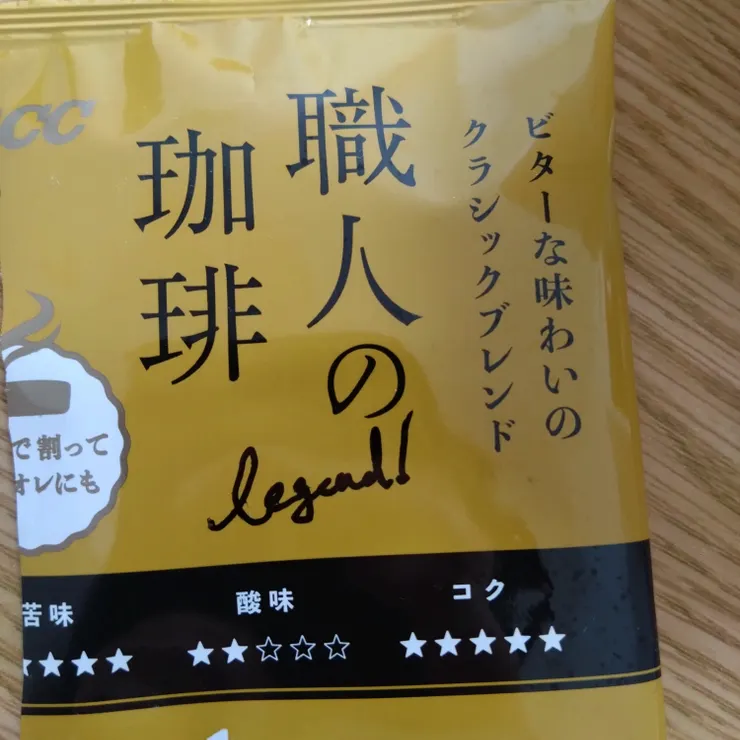 CC
ビターな味わいの
クラシックブレンド
職人の
珈琲
legend!
で割って
オレにも
苦味
酸味
コク
★★★★
★★☆☆☆
★★★★★